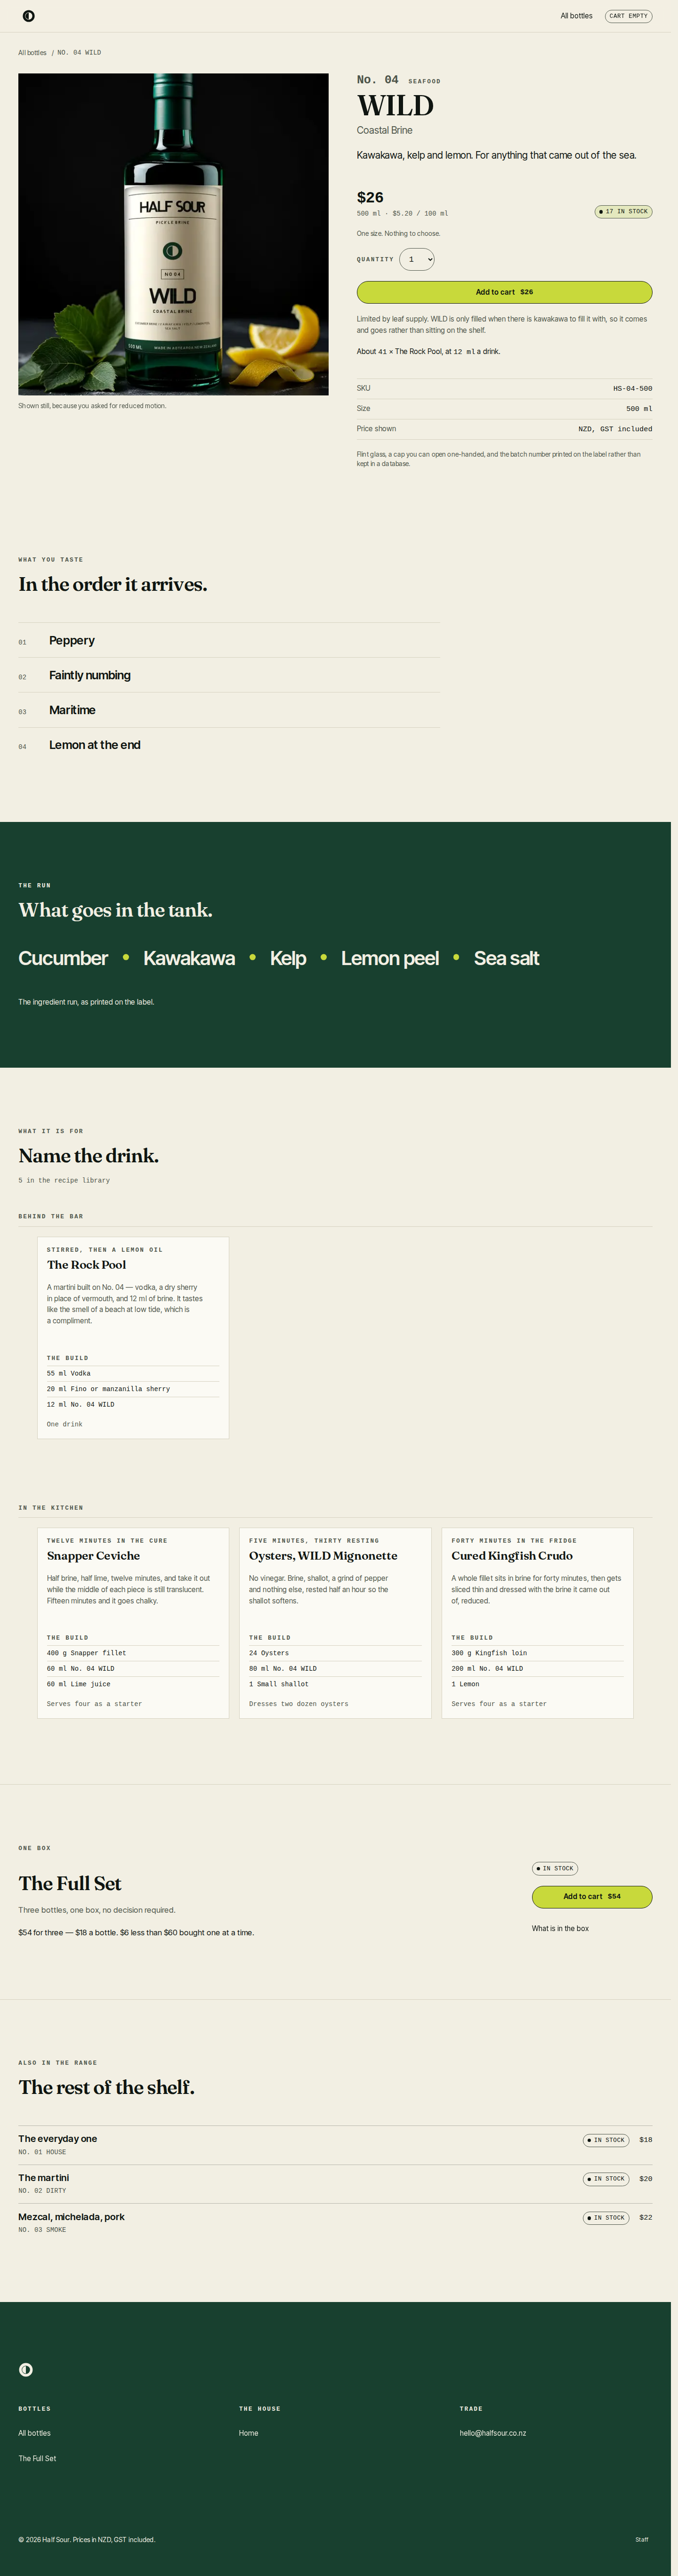 All bottles
CART EMPTY
All bottles / NO. 04 WILD
HALF SOUR
PICKLE BRINE
NO 04
WILD
COASTAL BRINE
500 ML
Shown still, because you asked for reduced motion.
No. 04 SEAFOOD
WILD
Coastal Brine
Kawakawa, kelp and lemon. For anything that came out of the sea.
$26
500 ml · $5.20 / 100 ml
17 IN STOCK
One size. Nothing to choose.
QUANTITY 1
Add to cart $26
Limited by leaf supply. WILD is only filled when there is kawakawa to fill it with, so it comes
and goes rather than sitting on the shelf.
About 41 × The Rock Pool, at 12 ml a drink.
SKU HS-04-500
Size 500 ml
Price shown NZD, GST included
Flint glass, a cap you can open one-handed, and the batch number printed on the label rather than
kept in a database.
WHAT YOU TASTE
In the order it arrives.
01 Peppery
02 Faintly numbing
03 Maritime
04 Lemon at the end
THE RUN
What goes in the tank.
Cucumber • Kawakawa • Kelp • Lemon peel • Sea salt
The ingredient run, as printed on the label.
WHAT IT IS FOR
Name the drink.
5 in the recipe library
BEHIND THE BAR
STIRRED, THEN A LEMON OIL
The Rock Pool
A martini built on No. 04 — vodka, a dry sherry
in place of vermouth, and 12 ml of brine. It tastes
like the smell of a beach at low tide, which is
a compliment.
THE BUILD
55 ml Vodka
20 ml Fino or manzanilla sherry
12 ml No. 04 WILD
One drink
IN THE KITCHEN
TWELVE MINUTES IN THE CURE
Snapper Ceviche
Half brine, half lime, twelve minutes, and take it out
while the middle of each piece is still translucent.
Fifteen minutes and it goes chalky.
THE BUILD
400 g Snapper fillet
60 ml No. 04 WILD
60 ml Lime juice
Serves four as a starter
FIVE MINUTES, THIRTY RESTING
Oysters, WILD Mignonette
No vinegar. Brine, shallot, a grind of pepper
and nothing else, rested half an hour so the
shallot softens.
THE BUILD
24 Oysters
80 ml No. 04 WILD
1 Small shallot
Dresses two dozen oysters
FORTY MINUTES IN THE FRIDGE
Cured Kingfish Crudo
A whole fillet sits in brine for forty minutes, then gets
sliced thin and dressed with the brine it came out
of, reduced.
THE BUILD
300 g Kingfish loin
200 ml No. 04 WILD
1 Lemon
Serves four as a starter
ONE BOX
The Full Set
Three bottles, one box, no decision required.
$54 for three — $18 a bottle. $6 less than $60 bought one at a time.
IN STOCK
Add to cart $54
What is in the box
ALSO IN THE RANGE
The rest of the shelf.
The everyday one
NO. 01 HOUSE
IN STOCK $18
The martini
NO. 02 DIRTY
IN STOCK $20
Mezcal, michelada, pork
NO. 03 SMOKE
IN STOCK $22
BOTTLES
All bottles
The Full Set
THE HOUSE
Home
TRADE
hello@halfsour.co.nz
© 2026 Half Sour. Prices in NZD, GST included.
Staff